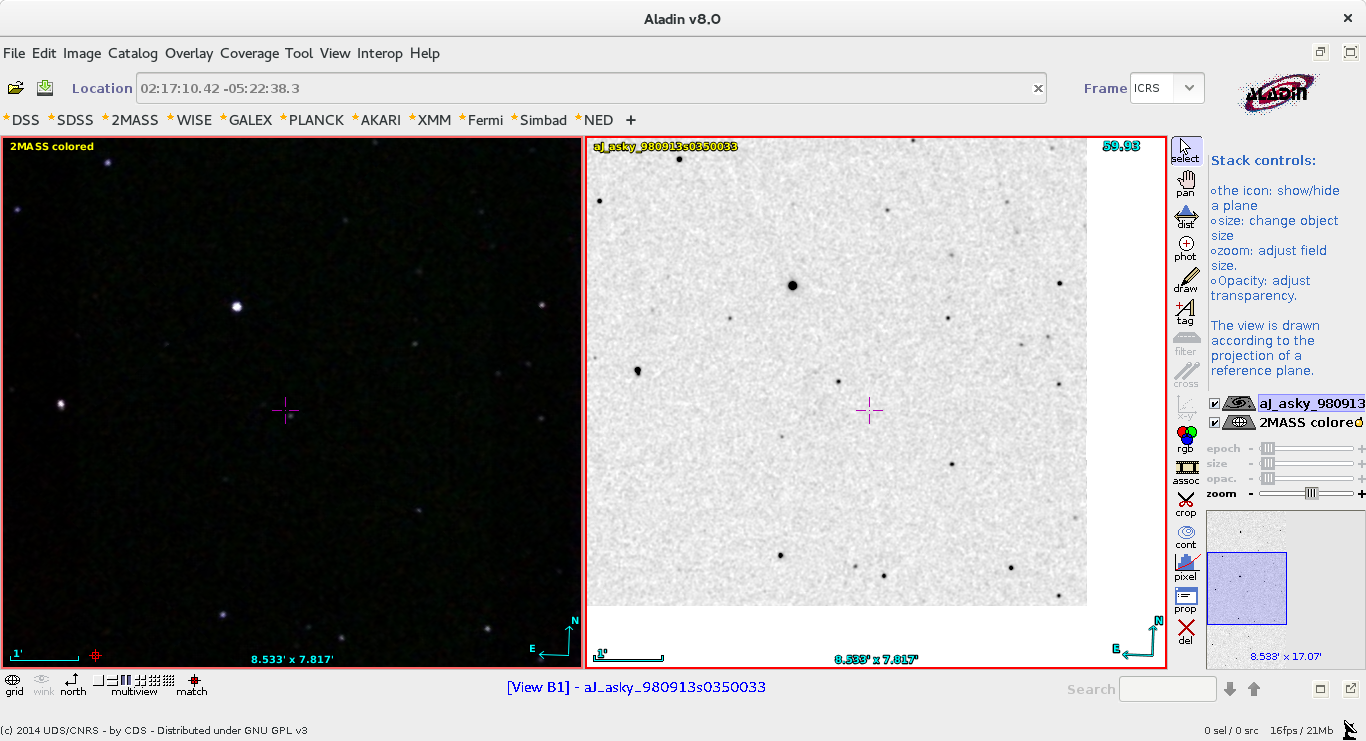 Aladin v8.0
File Edit Image Catalog Overlay Coverage Tool View Interop Help
Location 02:17:10.42 -05:22:38.3
Frame ICRS
ALADIN
DSS SDSS 2MASS WISE GALEX PLANCK AKARI XMM Fermi Simbad NED +
2MASS colored
1'
8.533' x 7.817'
N
E
aJ_asky_980913s0350033
59.93
1'
8.533' x 7.817'
N
E
select
pan
dist
phot
draw
tag
filter
cross
x-y
rgb
assoc
crop
cont
pixel
prop
del
Stack controls:
the icon: show/hide
a plane
size: change object
size
zoom: adjust field
size.
Opacity: adjust
transparency.
The view is drawn
according to the
projection of a
reference plane.
aJ_asky_980913
2MASS colore
epoch - +
size - +
opac. - +
zoom - +
8.533' x 17.07'
grid
wink
north
multiview
match
[View B1] - aJ_asky_980913s0350033
Search
(c) 2014 UDS/CNRS - by CDS - Distributed under GNU GPL v3
0 sel / 0 src 16fps / 21Mb